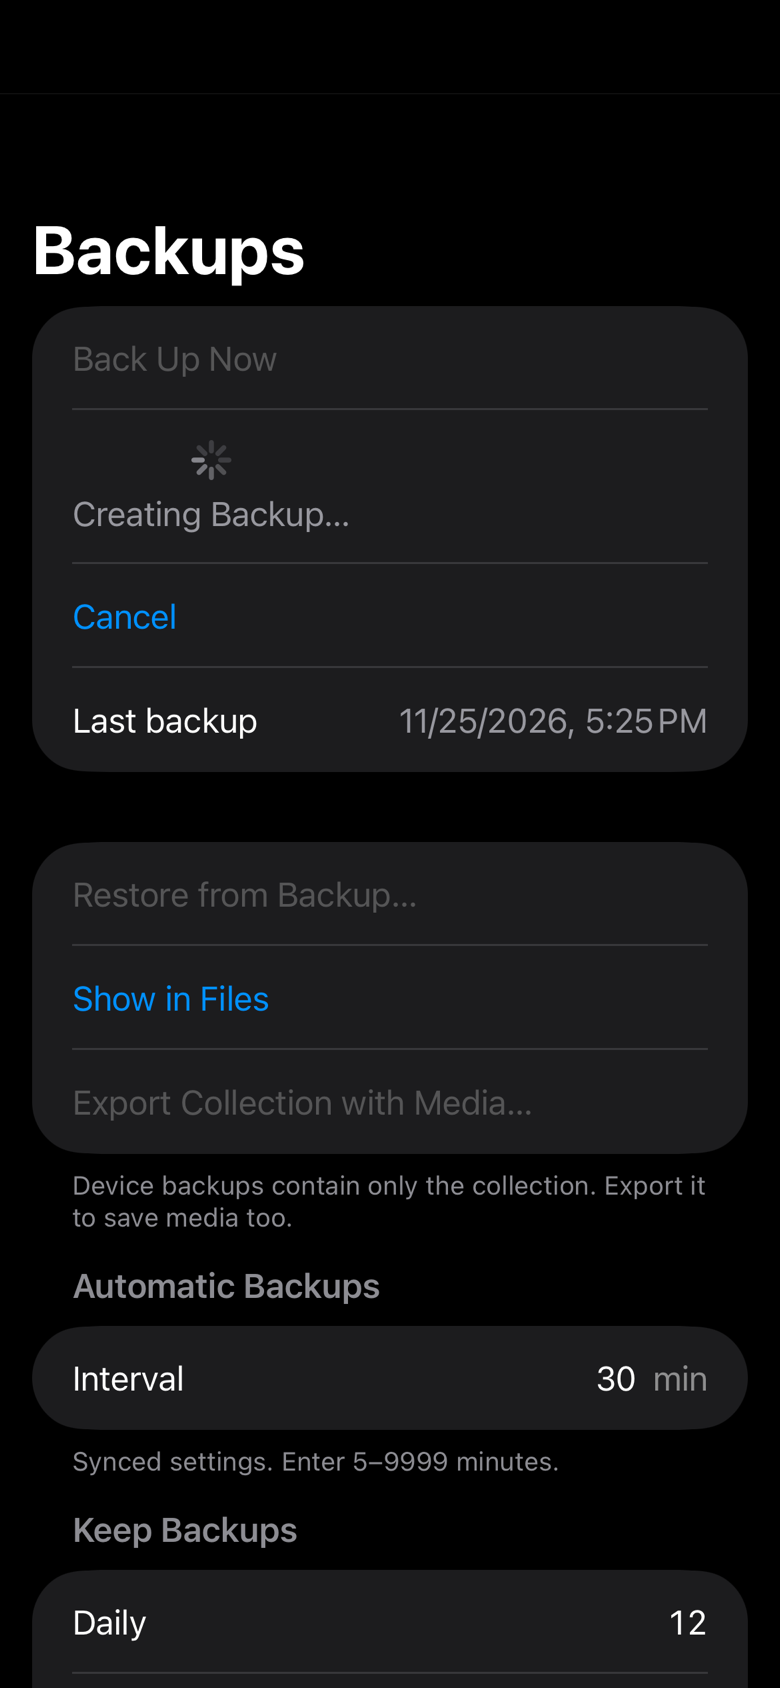 Backups
Back Up Now
Creating Backup...
Cancel
Last backup 11/25/2026, 5:25 PM
Restore from Backup...
Show in Files
Export Collection with Media...
Device backups contain only the collection. Export it
to save media too.
Automatic Backups
Interval 30 min
Synced settings. Enter 5–9999 minutes.
Keep Backups
Daily 12